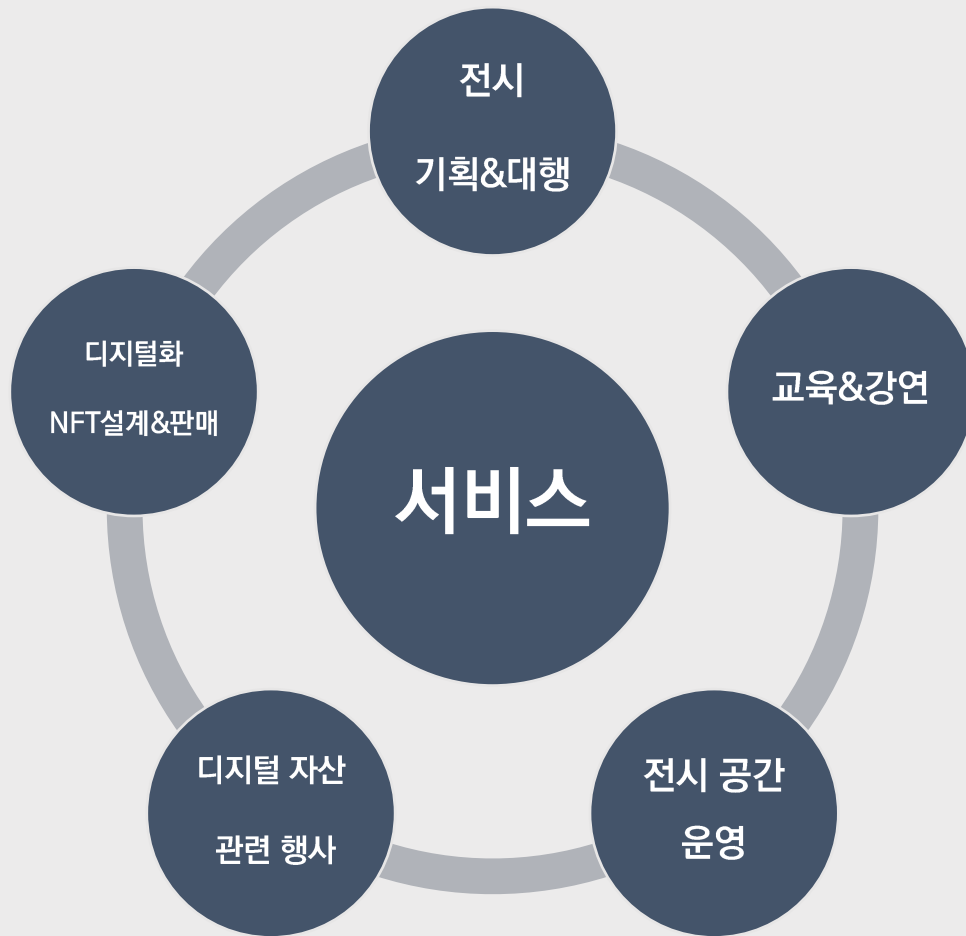 전시
기획&대행
교육&강연
전시 공간
운영
디지털 자산
관련 행사
디지털화
NFT설계&판매
서비스